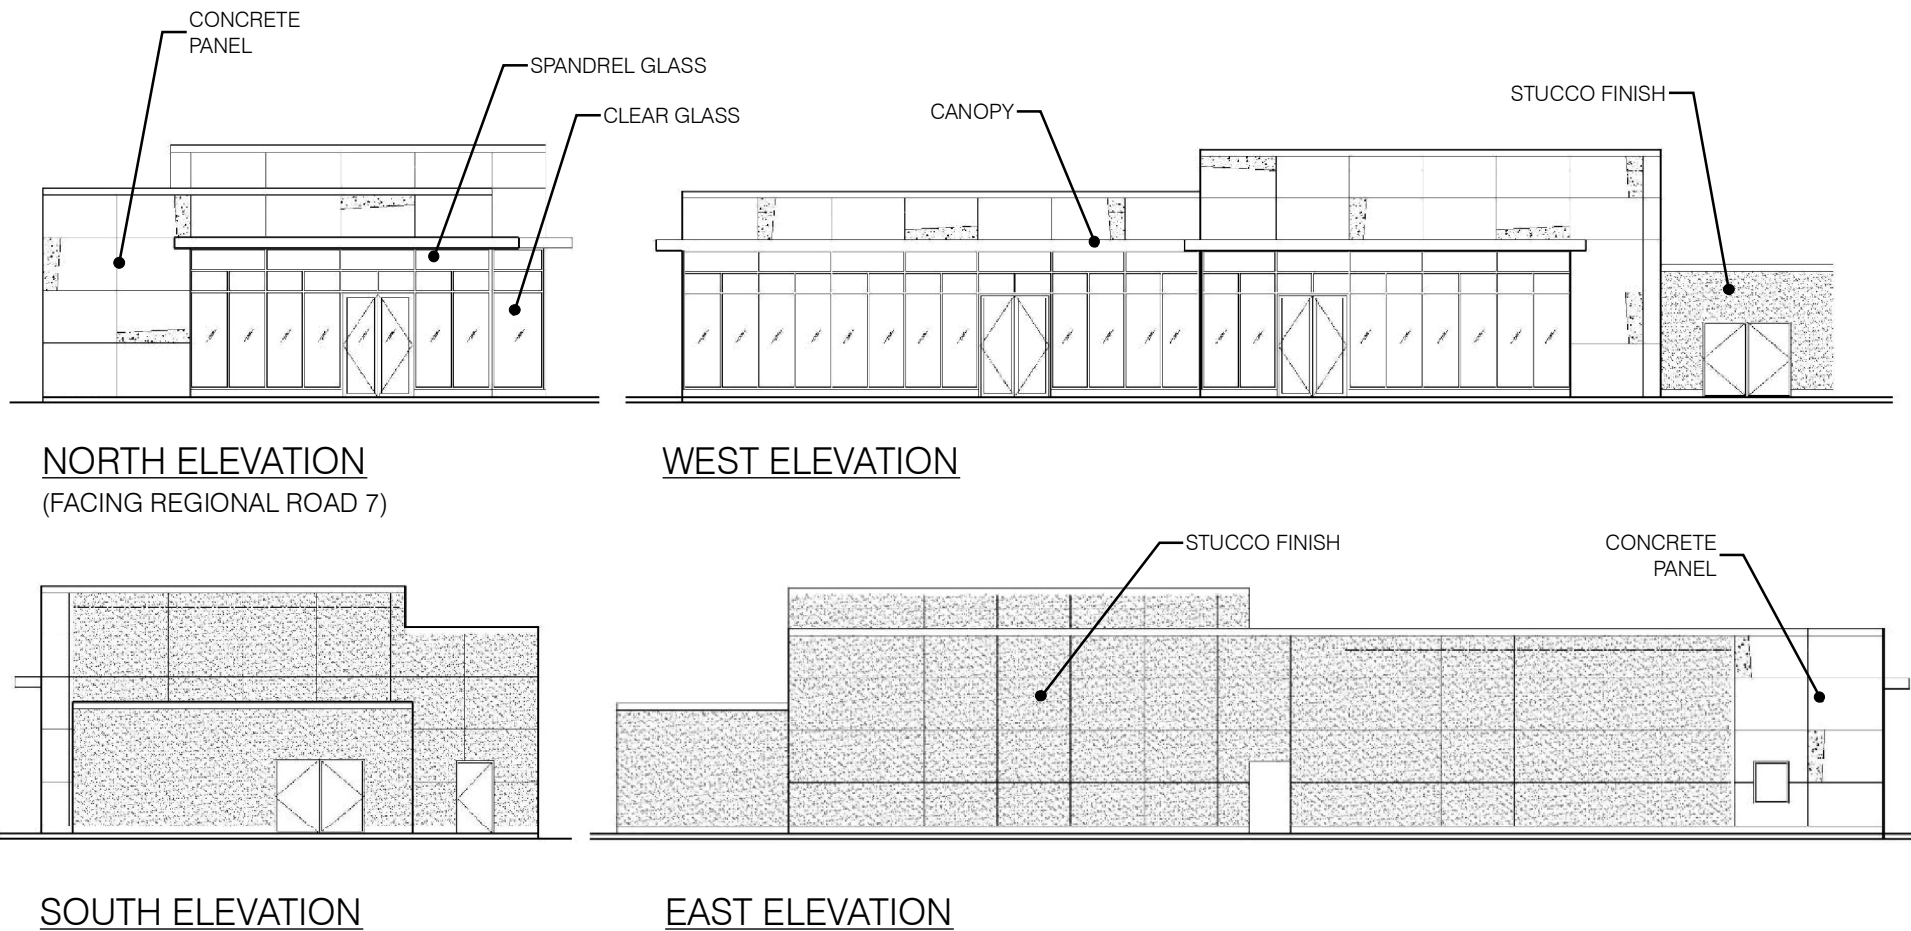 CONCRETE
PANEL
SPANDREL GLASS
CLEAR GLASS
CANOPY
STUCCO FINISH
NORTH ELEVATION
(FACING REGIONAL ROAD 7)
WEST ELEVATION
STUCCO FINISH
CONCRETE
PANEL
SOUTH ELEVATION
EAST ELEVATION